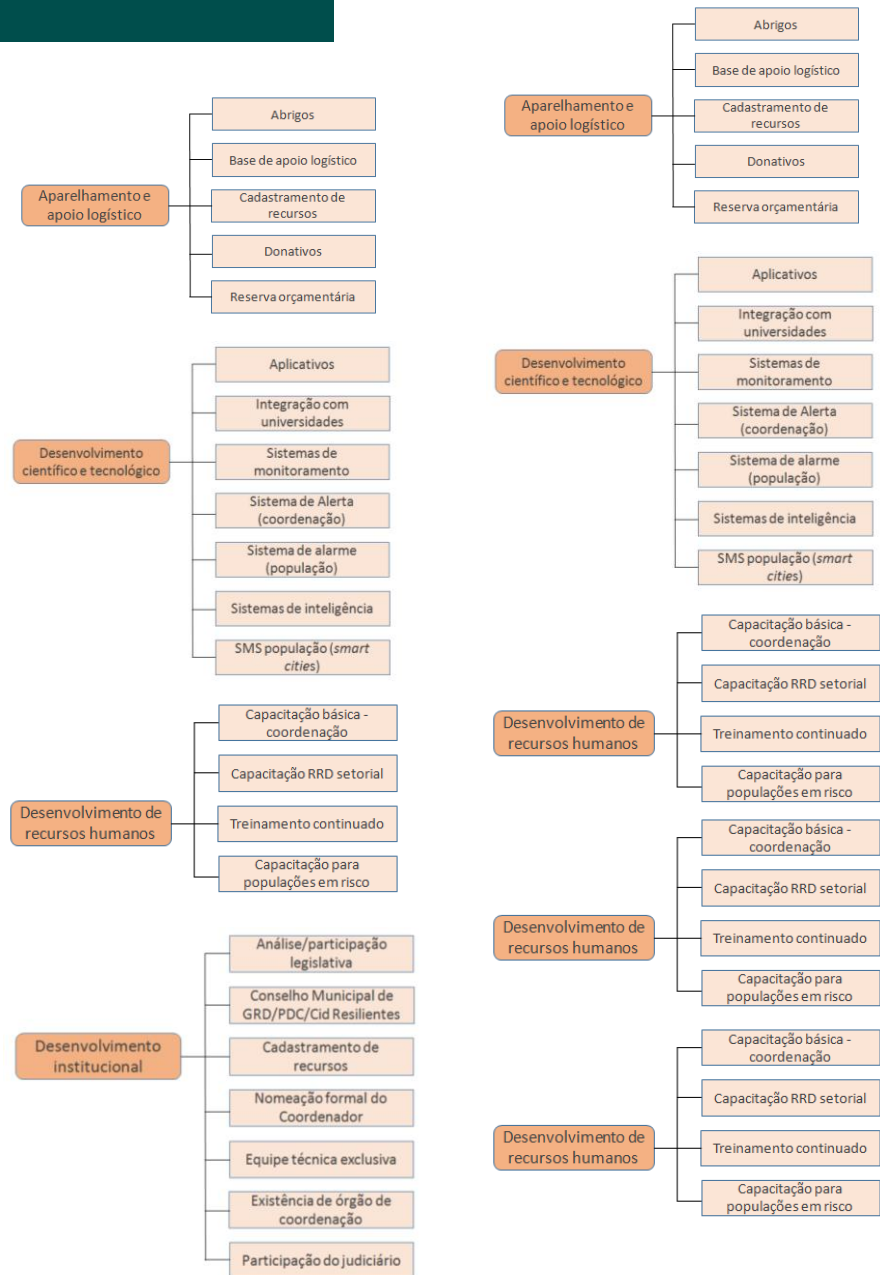 Aparelhamento e
apoio logístico
Abrigos
Base de apoio logístico
Cadastramento de
recursos
Donativos
Reserva orçamentária
Desenvolvimento
científico e tecnológico
Aplicativos
Integração com
universidades
Sistemas de
monitoramento
Sistema de Alerta
(coordenação)
Sistema de alarme
(população)
Sistemas de inteligência
SMS população (smart
cities)
Desenvolvimento de
recursos humanos
Capacitação básica -
coordenação
Capacitação RRD setorial
Treinamento continuado
Capacitação para
populações em risco
Desenvolvimento
institucional
Análise/participação
legislativa
Conselho Municipal de
GRD/PDC/Cid Resilientes
Cadastramento de
recursos
Nomeação formal do
Coordenador
Equipe técnica exclusiva
Existência de órgão de
coordenação
Participação do judiciário
Aparelhamento e
apoio logístico
Abrigos
Base de apoio logístico
Cadastramento de
recursos
Donativos
Reserva orçamentária
Desenvolvimento
científico e tecnológico
Aplicativos
Integração com
universidades
Sistemas de
monitoramento
Sistema de Alerta
(coordenação)
Sistema de alarme
(população)
Sistemas de inteligência
SMS população (smart
cities)
Desenvolvimento de
recursos humanos
Capacitação básica -
coordenação
Capacitação RRD setorial
Treinamento continuado
Capacitação para
populações em risco
Desenvolvimento de
recursos humanos
Capacitação básica -
coordenação
Capacitação RRD setorial
Treinamento continuado
Capacitação para
populações em risco
Desenvolvimento de
recursos humanos
Capacitação básica -
coordenação
Capacitação RRD setorial
Treinamento continuado
Capacitação para
populações em risco